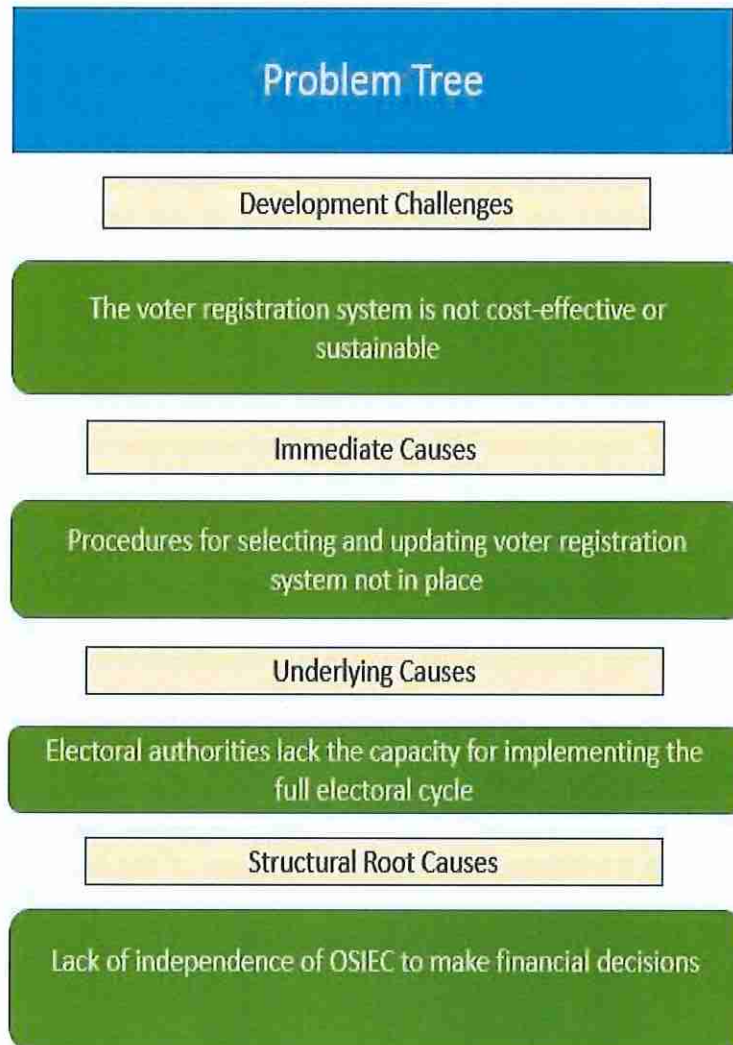 Problem Tree
Development Challenges
The voter registration system is not cost-effective or
sustainable
Immediate Causes
Procedures for selecting and updating voter registration
system not in place
Underlying Causes
Electoral authorities lack the capacity for implementing the
full electoral cycle
Structural Root Causes
Lack of independence of OSIEC to make financial decisions